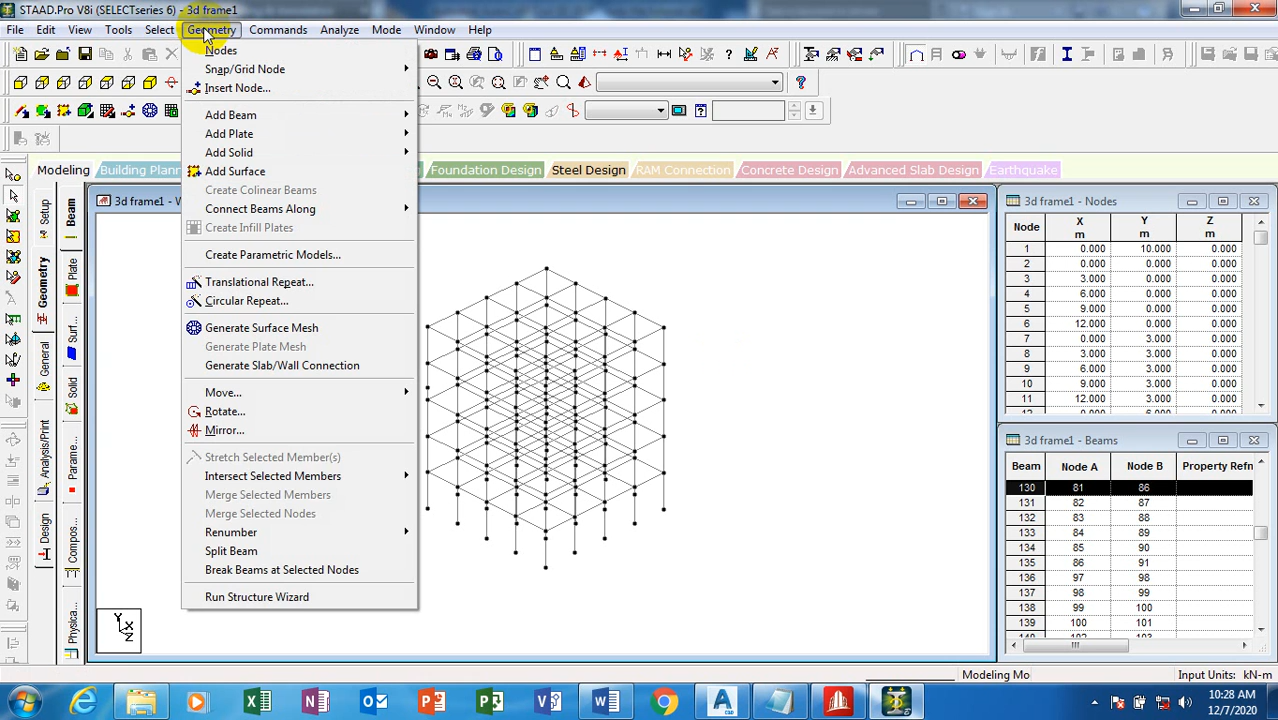 STAAD.Pro V8i (SELECTseries 6) - 3d frame1
File Edit View Tools Select Geometry Commands Analyze Mode Window Help
Nodes
Snap/Grid Node
Insert Node...
Add Beam
Add Plate
Add Solid
Add Surface
Create Colinear Beams
Connect Beams Along
Create Infill Plates
Create Parametric Models...
Translational Repeat...
Circular Repeat...
Generate Surface Mesh
Generate Plate Mesh
Generate Slab/Wall Connection
Move...
Rotate...
Mirror...
Stretch Selected Member(s)
Intersect Selected Members
Merge Selected Members
Merge Selected Nodes
Renumber
Split Beam
Break Beams at Selected Nodes
Run Structure Wizard
Modeling Building Foundation Design Steel Design RAM Connection Concrete Design Advanced Slab Design Earthquake
Setup
Geometry
General
Analysis/Print
Design
Beam
Plate
Surf...
Solid
Parame...
Compos...
Physica...
3d frame1 - W
Y
X
Z
3d frame1 - Nodes
Node X m Y m Z m
1 0.000 10.000 0.000
2 0.000 0.000 0.000
3 3.000 0.000 0.000
4 6.000 0.000 0.000
5 9.000 0.000 0.000
6 12.000 0.000 0.000
7 0.000 3.000 0.000
8 3.000 3.000 0.000
9 6.000 3.000 0.000
10 9.000 3.000 0.000
11 12.000 3.000 0.000
3d frame1 - Beams
Beam Node A Node B Property Refn
130 81 86
131 82 87
132 83 88
133 84 89
134 85 90
135 86 91
136 97 98
137 98 99
138 99 100
139 100 101
Modeling Mo Input Units: kN-m
10:28 AM
12/7/2020